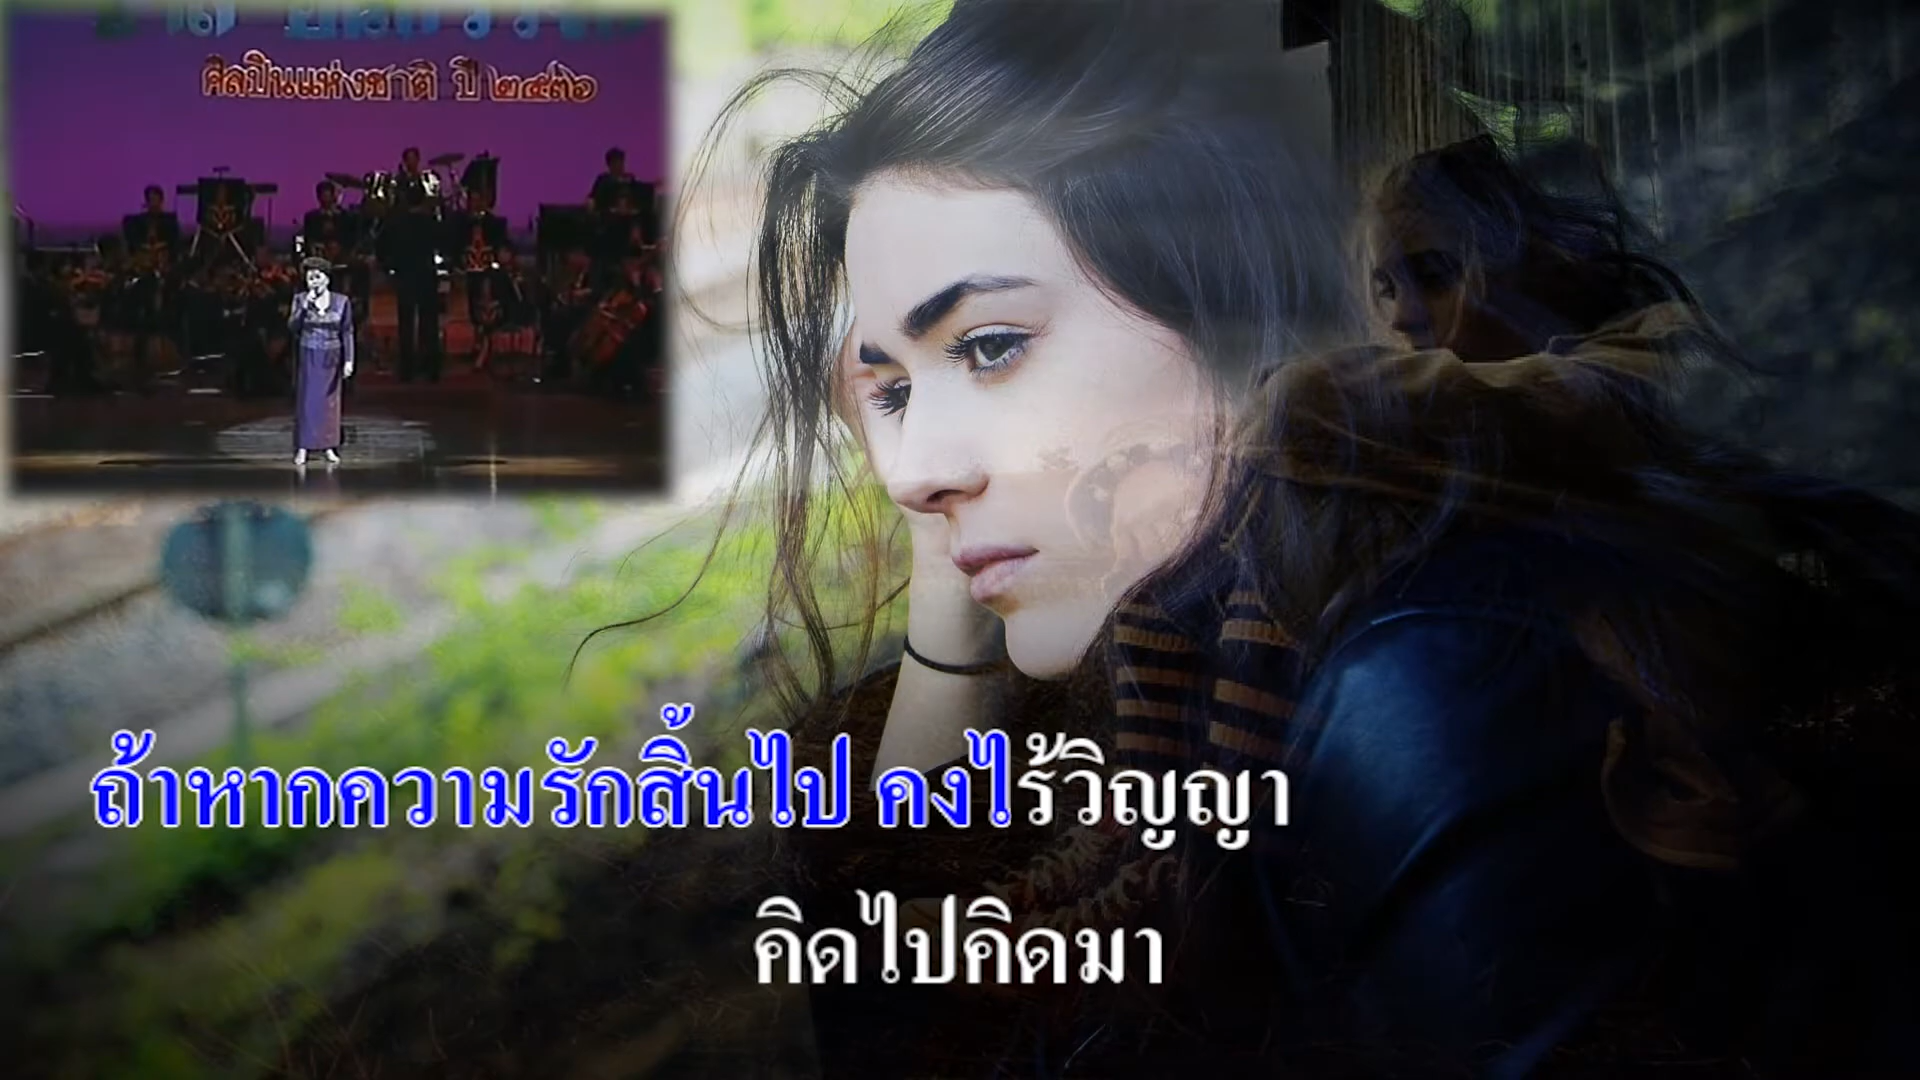 ศิลปินแห่งชาติ ปี ๒๕๓๖
ถ้าหากความรักสิ้นไป คงไร้วิญญา
คิดไปคิดมา